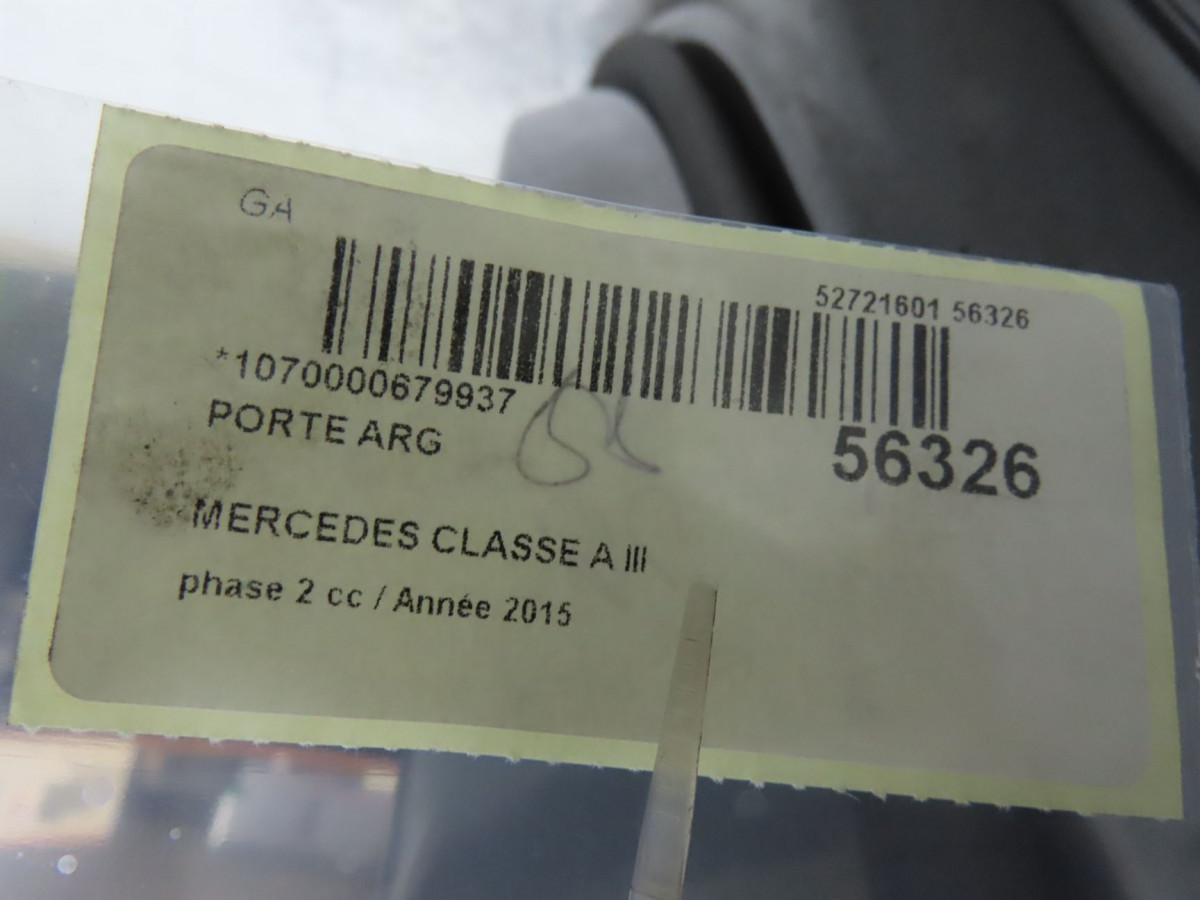 GA
52721601 56326
*1070000679937
PORTE ARG
56326
MERCEDES CLASSE A III
phase 2 cc / Année 2015